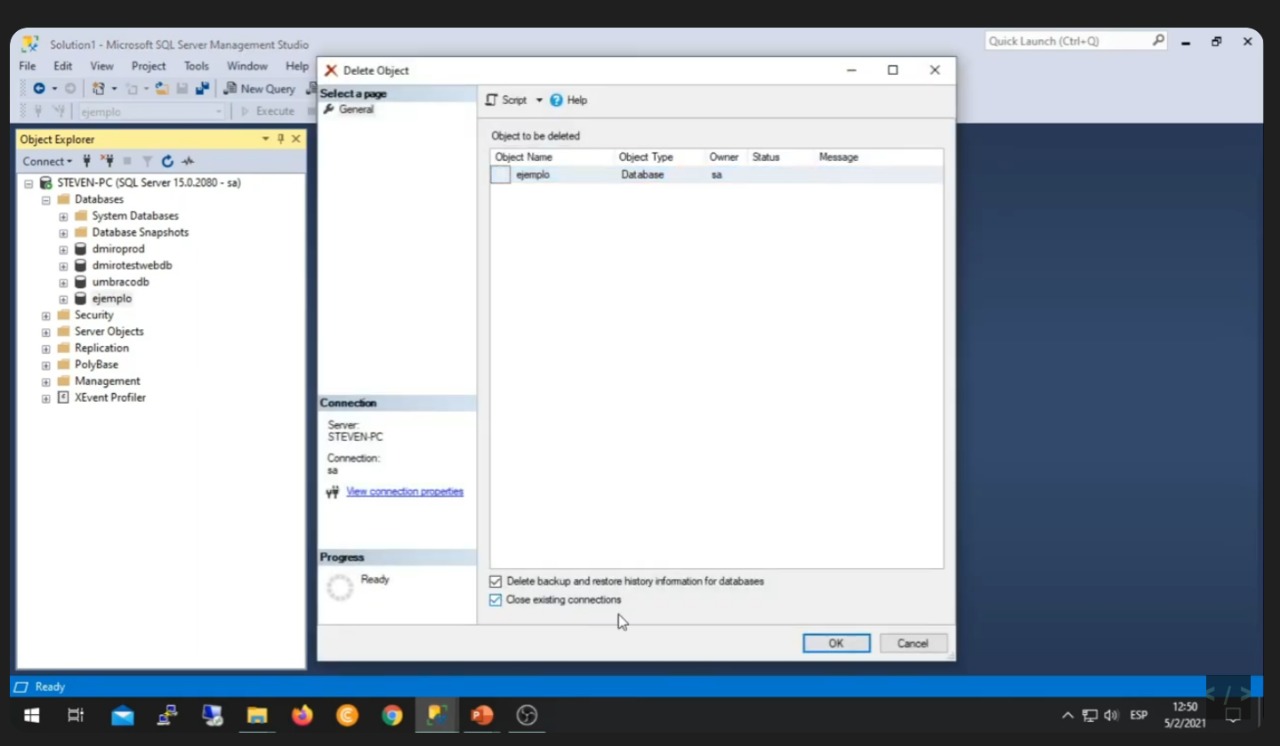 Solution1 - Microsoft SQL Server Management Studio
Quick Launch (Ctrl+Q)
File Edit View Project Tools Window Help
New Query
ejemplo
Execute
Object Explorer
Connect
STEVEN-PC (SQL Server 15.0.2080 - sa)
Databases
System Databases
Database Snapshots
dmiroprod
dmirotestwebdb
umbracodb
ejemplo
Security
Server Objects
Replication
PolyBase
Management
XEvent Profiler
Delete Object
Select a page
General
Script Help
Object to be deleted
Object Name Object Type Owner Status Message
ejemplo Database sa
Connection
Server:
STEVEN-PC
Connection:
sa
View connection properties
Progress
Ready
Delete backup and restore history information for databases
Close existing connections
OK Cancel
Ready
ESP
12:50
5/2/2021
</>